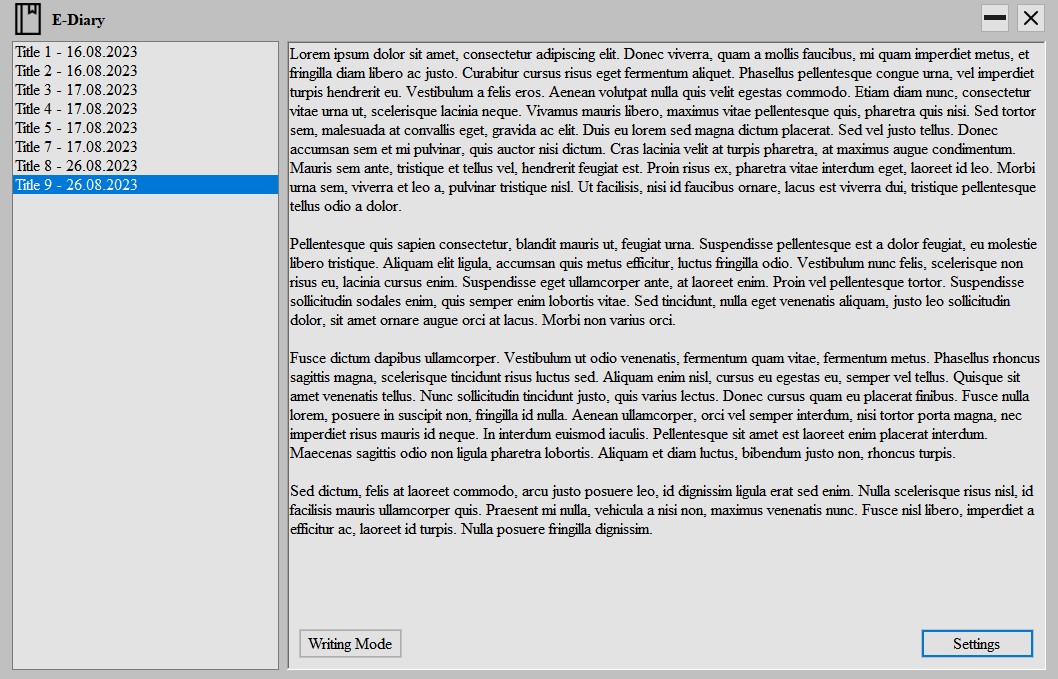 E-Diary
Title 1 - 16.08.2023
Title 2 - 16.08.2023
Title 3 - 17.08.2023
Title 4 - 17.08.2023
Title 5 - 17.08.2023
Title 7 - 17.08.2023
Title 8 - 26.08.2023
Title 9 - 26.08.2023
Lorem ipsum dolor sit amet, consectetur adipiscing elit. Donec viverra, quam a mollis faucibus, mi quam imperdiet metus, et
fringilla diam libero ac justo. Curabitur cursus risus eget fermentum aliquet. Phasellus pellentesque congue urna, vel imperdiet
turpis hendrerit eu. Vestibulum a felis eros. Aenean volutpat nulla quis velit egestas commodo. Etiam diam nunc, consectetur
vitae urna ut, scelerisque lacinia neque. Vivamus mauris libero, maximus vitae pellentesque quis, pharetra quis nisi. Sed tortor
sem, malesuada at convallis eget, gravida ac elit. Duis eu lorem sed magna dictum placerat. Sed vel justo tellus. Donec
accumsan sem et mi pulvinar, quis auctor nisi dictum. Cras lacinia velit at turpis pharetra, at maximus augue condimentum.
Mauris sem ante, tristique et tellus vel, hendrerit feugiat est. Proin risus ex, pharetra vitae interdum eget, laoreet id leo. Morbi
urna sem, viverra et leo a, pulvinar tristique nisl. Ut facilisis, nisi id faucibus ornare, lacus est viverra dui, tristique pellentesque
tellus odio a dolor.
Pellentesque quis sapien consectetur, blandit mauris ut, feugiat urna. Suspendisse pellentesque est a dolor feugiat, eu molestie
libero tristique. Aliquam elit ligula, accumsan quis metus efficitur, luctus fringilla odio. Vestibulum nunc felis, scelerisque non
risus eu, lacinia cursus enim. Suspendisse eget ullamcorper ante, at laoreet enim. Proin vel pellentesque tortor. Suspendisse
sollicitudin sodales enim, quis semper enim lobortis vitae. Sed tincidunt, nulla eget venenatis aliquam, justo leo sollicitudin
dolor, sit amet ornare augue orci at lacus. Morbi non varius orci.
Fusce dictum dapibus ullamcorper. Vestibulum ut odio venenatis, fermentum quam vitae, fermentum metus. Phasellus rhoncus
sagittis magna, scelerisque tincidunt risus luctus sed. Aliquam enim nisl, cursus eu egestas eu, semper vel tellus. Quisque sit
amet venenatis tellus. Nunc sollicitudin tincidunt justo, quis varius lectus. Donec cursus quam eu placerat finibus. Fusce nulla
lorem, posuere in suscipit non, fringilla id nulla. Aenean ullamcorper, orci vel semper interdum, nisi tortor porta magna, nec
imperdiet risus mauris id neque. In interdum euismod iaculis. Pellentesque sit amet est laoreet enim placerat interdum.
Maecenas sagittis odio non ligula pharetra lobortis. Aliquam et diam luctus, bibendum justo non, rhoncus turpis.
Sed dictum, felis at laoreet commodo, arcu justo posuere leo, id dignissim ligula erat sed enim. Nulla scelerisque risus nisl, id
facilisis mauris ullamcorper quis. Praesent mi nulla, vehicula a nisi non, maximus venenatis nunc. Fusce nisl libero, imperdiet a
efficitur ac, laoreet id turpis. Nulla posuere fringilla dignissim.
Writing Mode
Settings